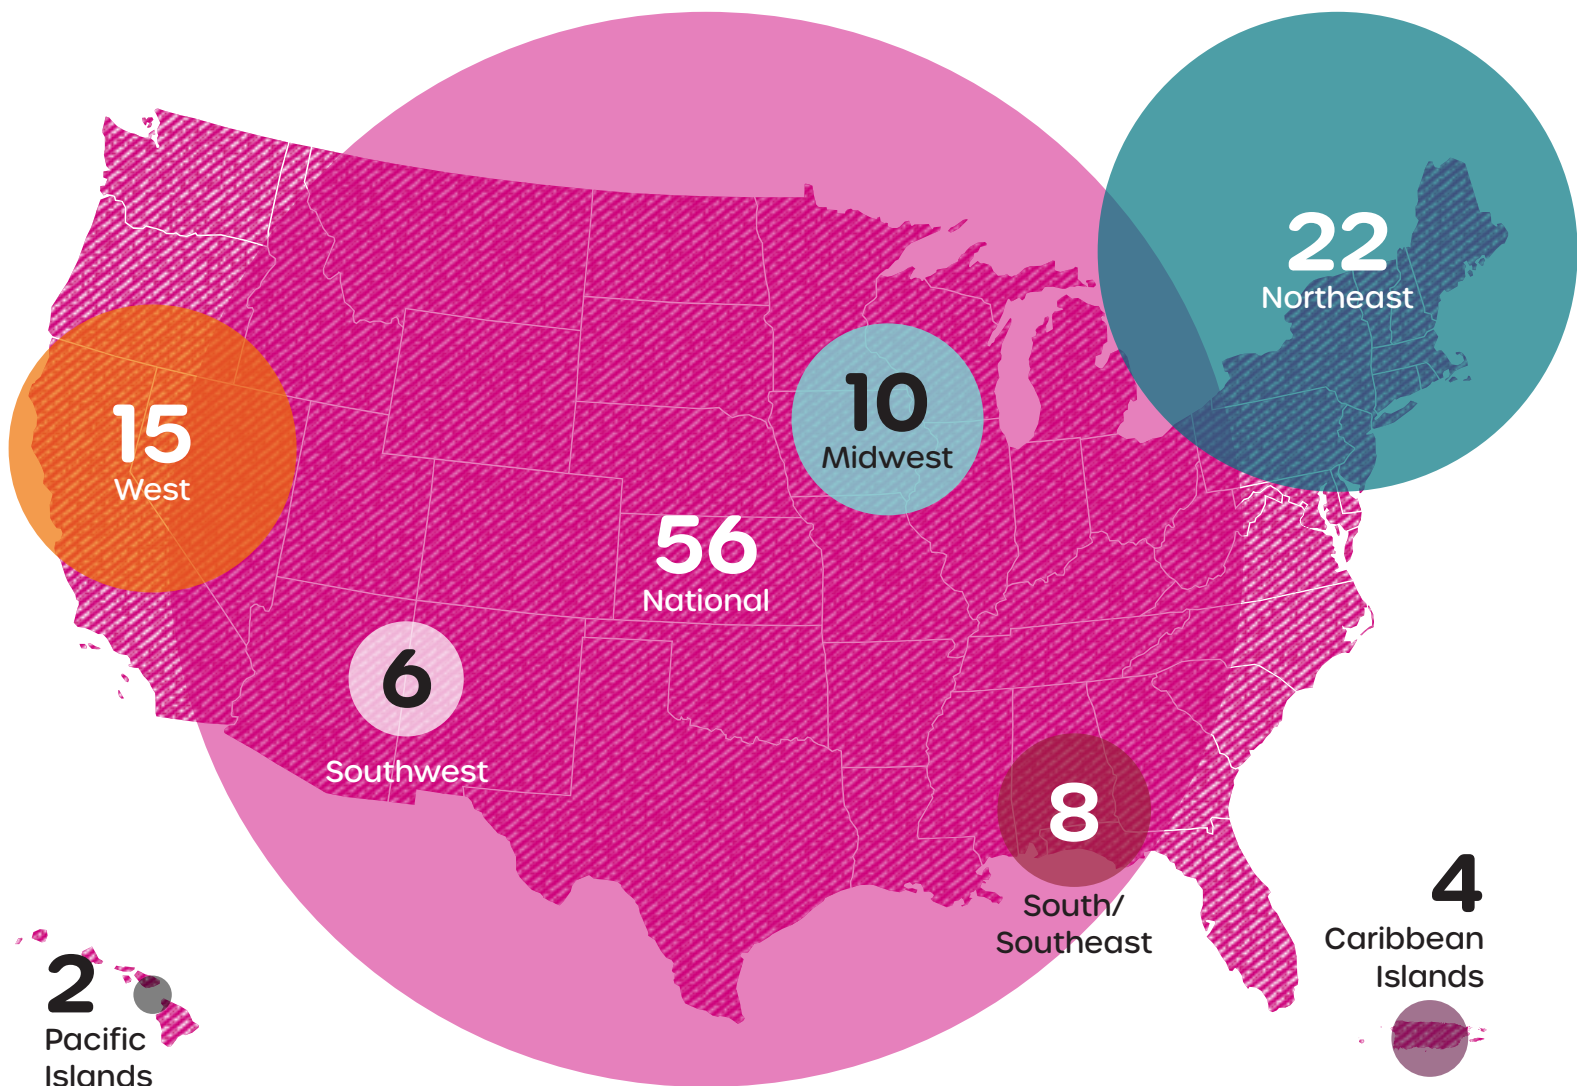 22
Northeast
10
Midwest
15
West
56
National
6
Southwest
8
South/
Southeast
4
Caribbean
Islands
2
Pacific
Islands